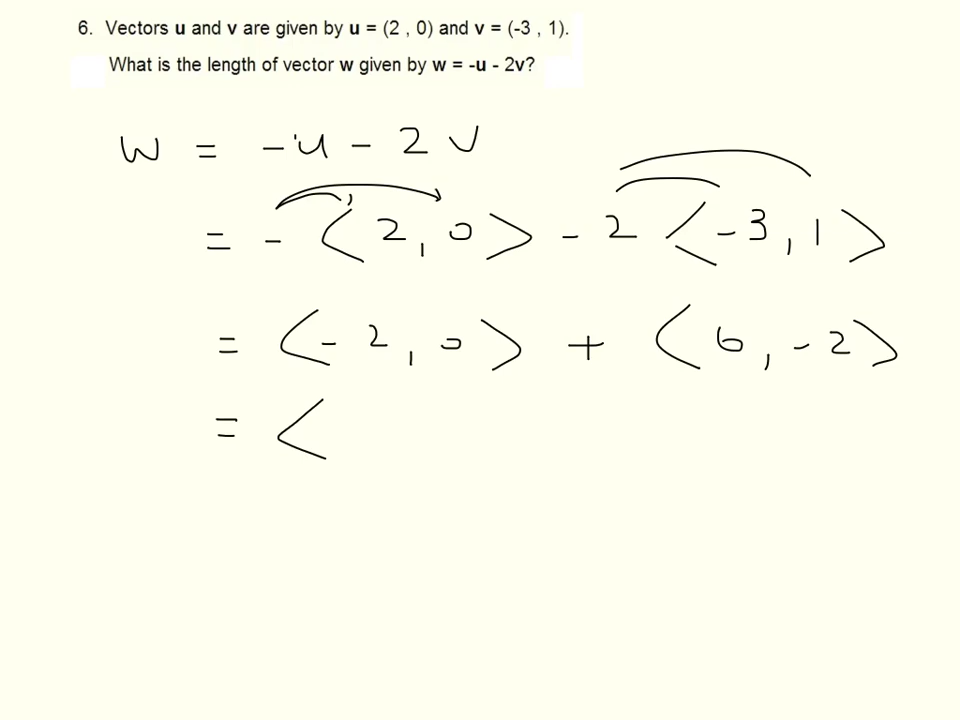 6. Vectors u and v are given by u = (2 , 0) and v = (-3 , 1).
What is the length of vector w given by w = -u - 2v?
w = -u - 2v
= - <2, 0> - 2 <-3, 1>
= <-2, 0> + <6, -2>
= <